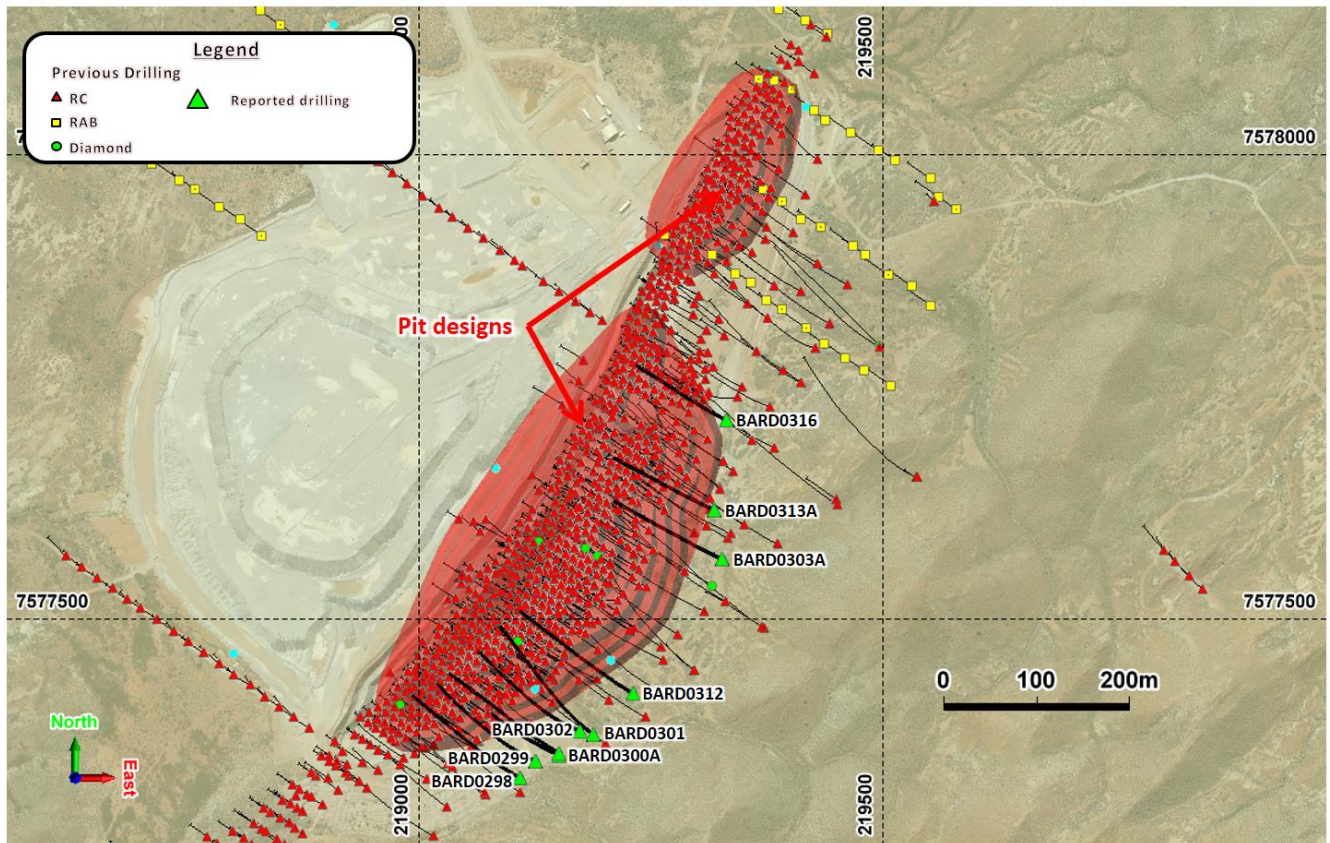 Legend
Previous Drilling
RC
Reported drilling
RAB
Diamond
219500
7578000
Pit designs
BARD0316
BARD0313A
BARD0303A
7577500
7577500
BARD0312
BARD0302
BARD0301
BARD0300A
BARD0299
BARD0298
0 100 200m
North
East
219000
219500